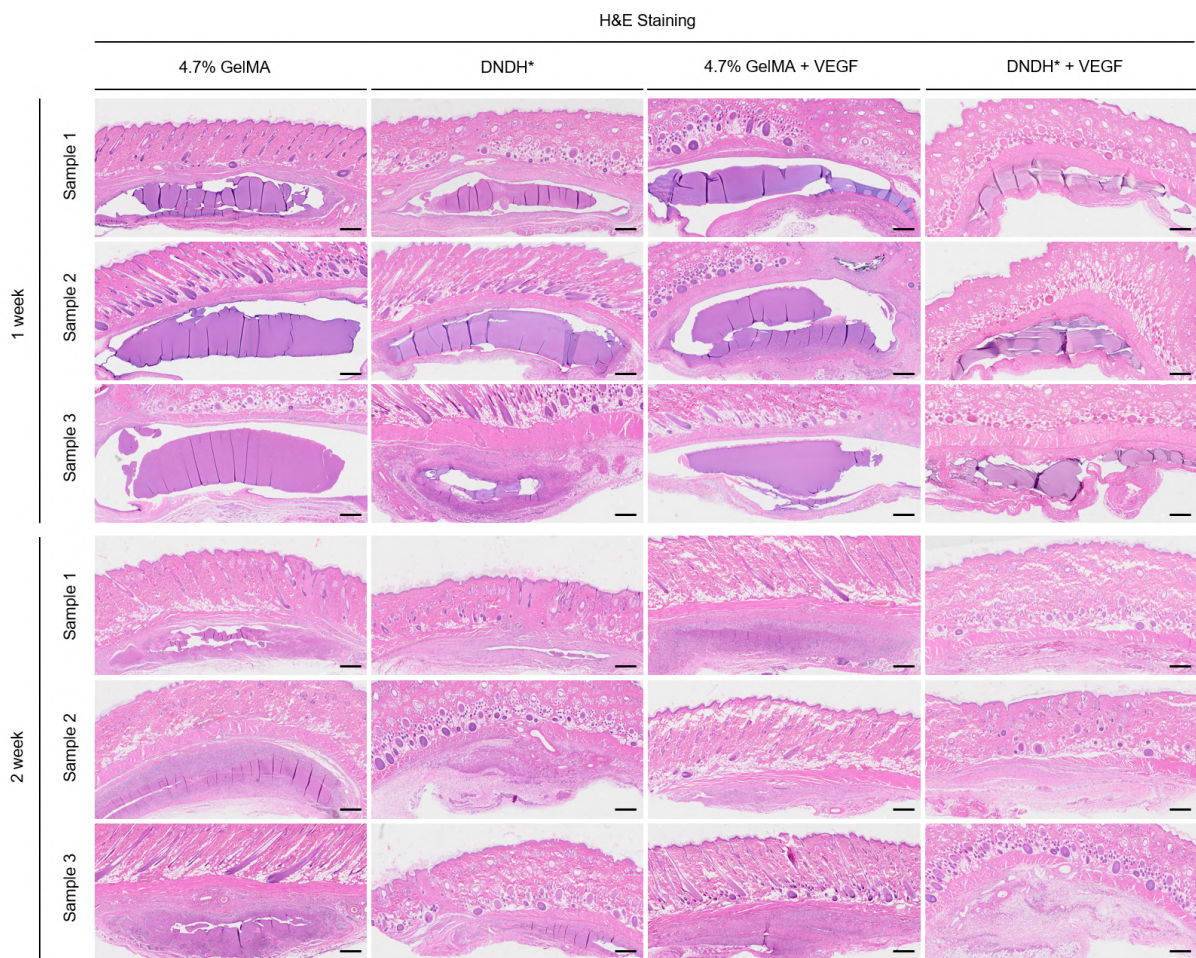 H&E Staining
4.7% GelMA
DNDH*
4.7% GelMA + VEGF
DNDH* + VEGF
1 week
Sample 1
Sample 2
Sample 3
2 week
Sample 1
Sample 2
Sample 3